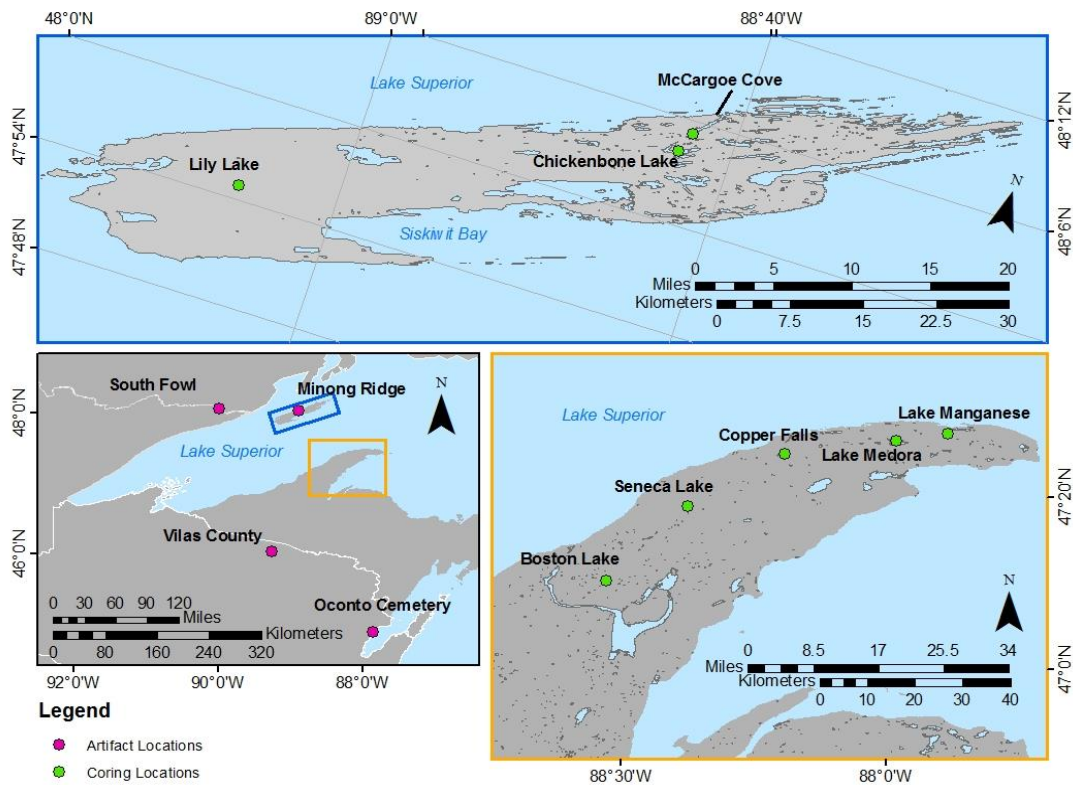 48°0'N 89°0'W 88°40'W
Lake Superior
McCargoe Cove
47°54'N
48°12'N
Lily Lake
Chickenbone Lake
N
Siskiwit Bay
47°48'N
48°6'N
0 5 10 15 20
Miles
Kilometers
0 7.5 15 22.5 30
South Fowl
Minong Ridge
N
48°0'N
Lake Superior
Vilas County
46°0'N
Oconto Cemetery
0 30 60 90 120
Miles
Kilometers
0 80 160 240 320
92°0'W 90°0'W 88°0'W
Lake Superior
Lake Manganese
Copper Falls
Lake Medora
Seneca Lake
47°20'N
Boston Lake
N
0 8.5 17 25.5 34
Miles
Kilometers
0 10 20 30 40
47°0'N
88°30'W 88°0'W
Legend
Artifact Locations
Coring Locations